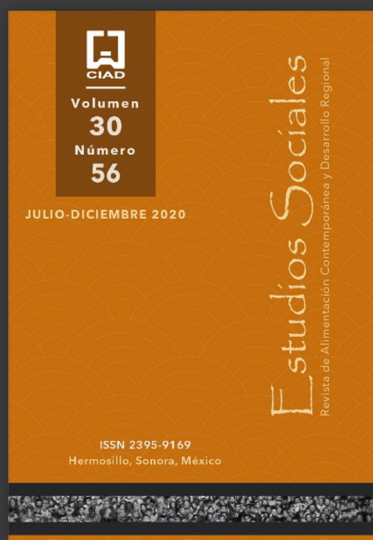 CIAD
Volumen
30
Número
56
JULIO-DICIEMBRE 2020
Estudios Sociales
Revista de Alimentación Contemporánea y Desarrollo Regional
ISSN 2395-9169
Hermosillo, Sonora, México